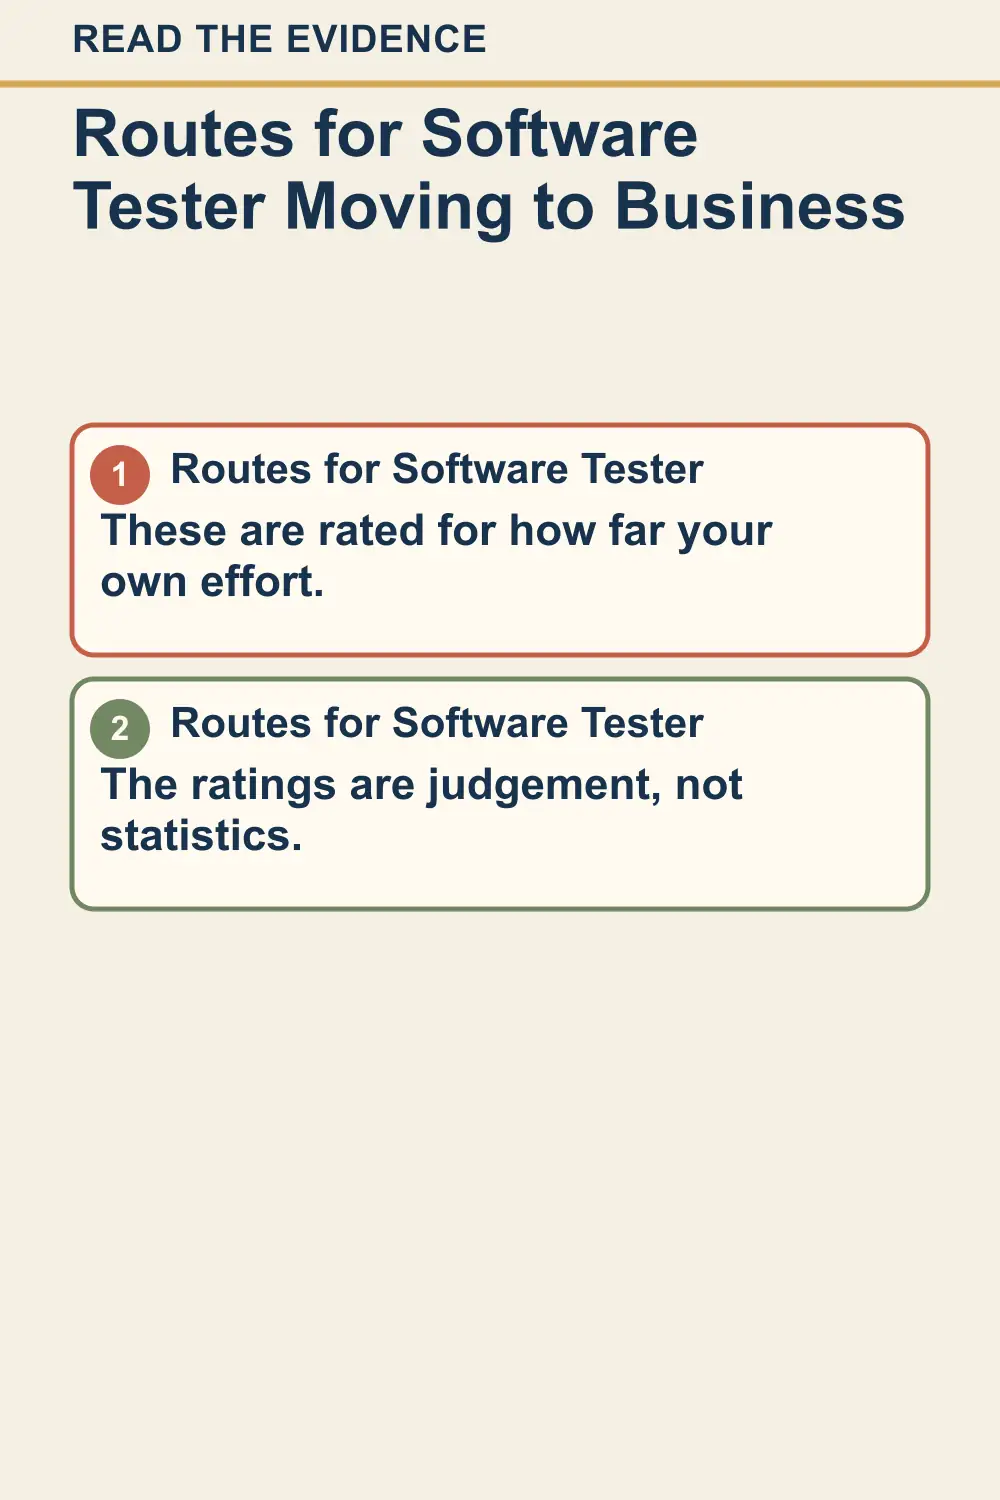 READ THE EVIDENCE
Routes for Software
Tester Moving to Business
1 Routes for Software Tester
These are rated for how far your
own effort.
2 Routes for Software Tester
The ratings are judgement, not
statistics.